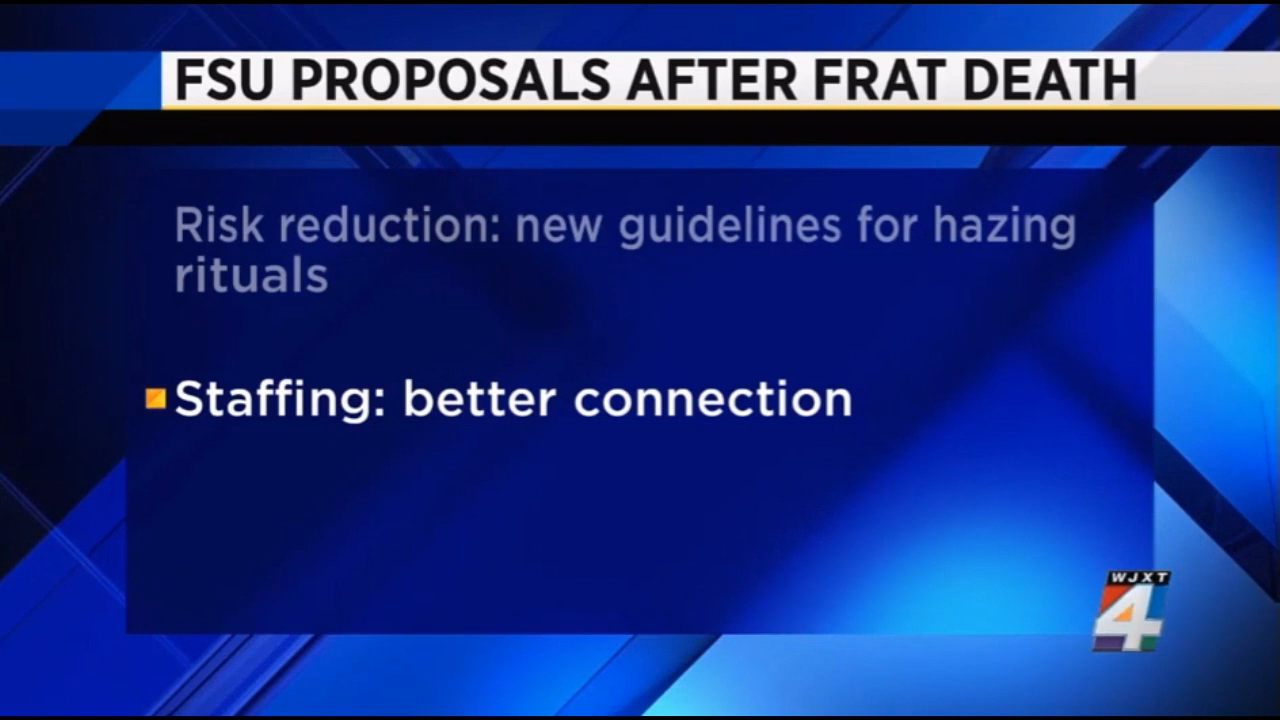 FSU PROPOSALS AFTER FRAT DEATH
Risk reduction: new guidelines for hazing
rituals
Staffing: better connection
WJXT
4